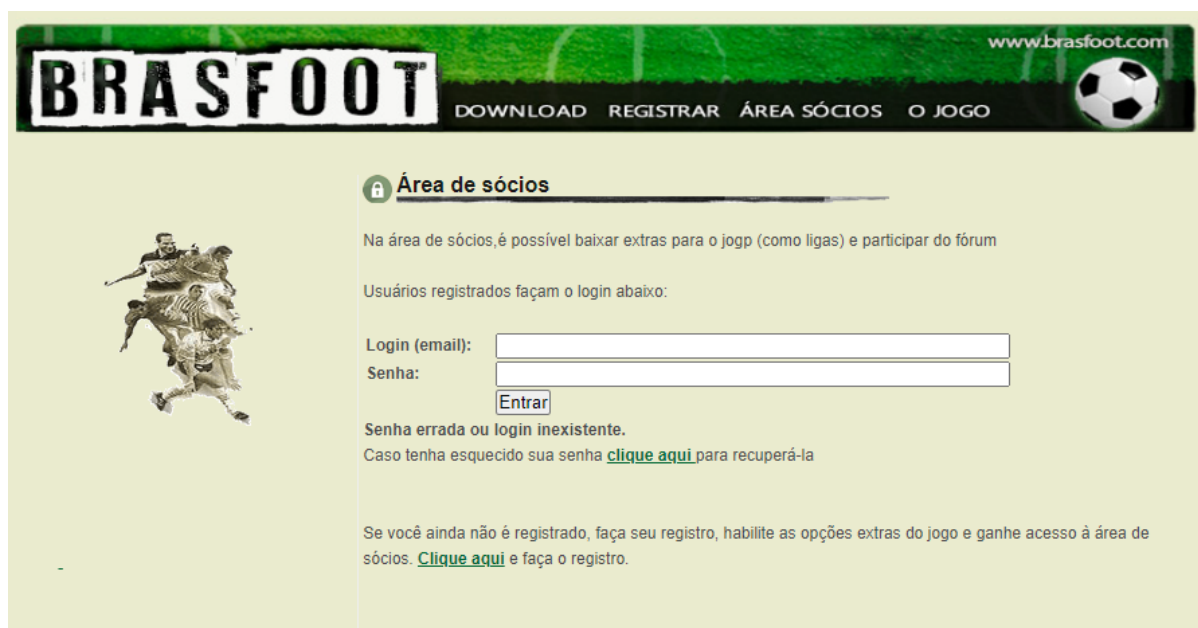 www.brasfoot.com
BRASFOOT
DOWNLOAD REGISTRAR ÁREA SÓCIOS O JOGO
Área de sócios
Na área de sócios,é possível baixar extras para o jogp (como ligas) e participar do fórum
Usuários registrados façam o login abaixo:
Login (email):
Senha:
Entrar
Senha errada ou login inexistente.
Caso tenha esquecido sua senha clique aqui para recuperá-la
Se você ainda não é registrado, faça seu registro, habilite as opções extras do jogo e ganhe acesso à área de
sócios. Clique aqui e faça o registro.